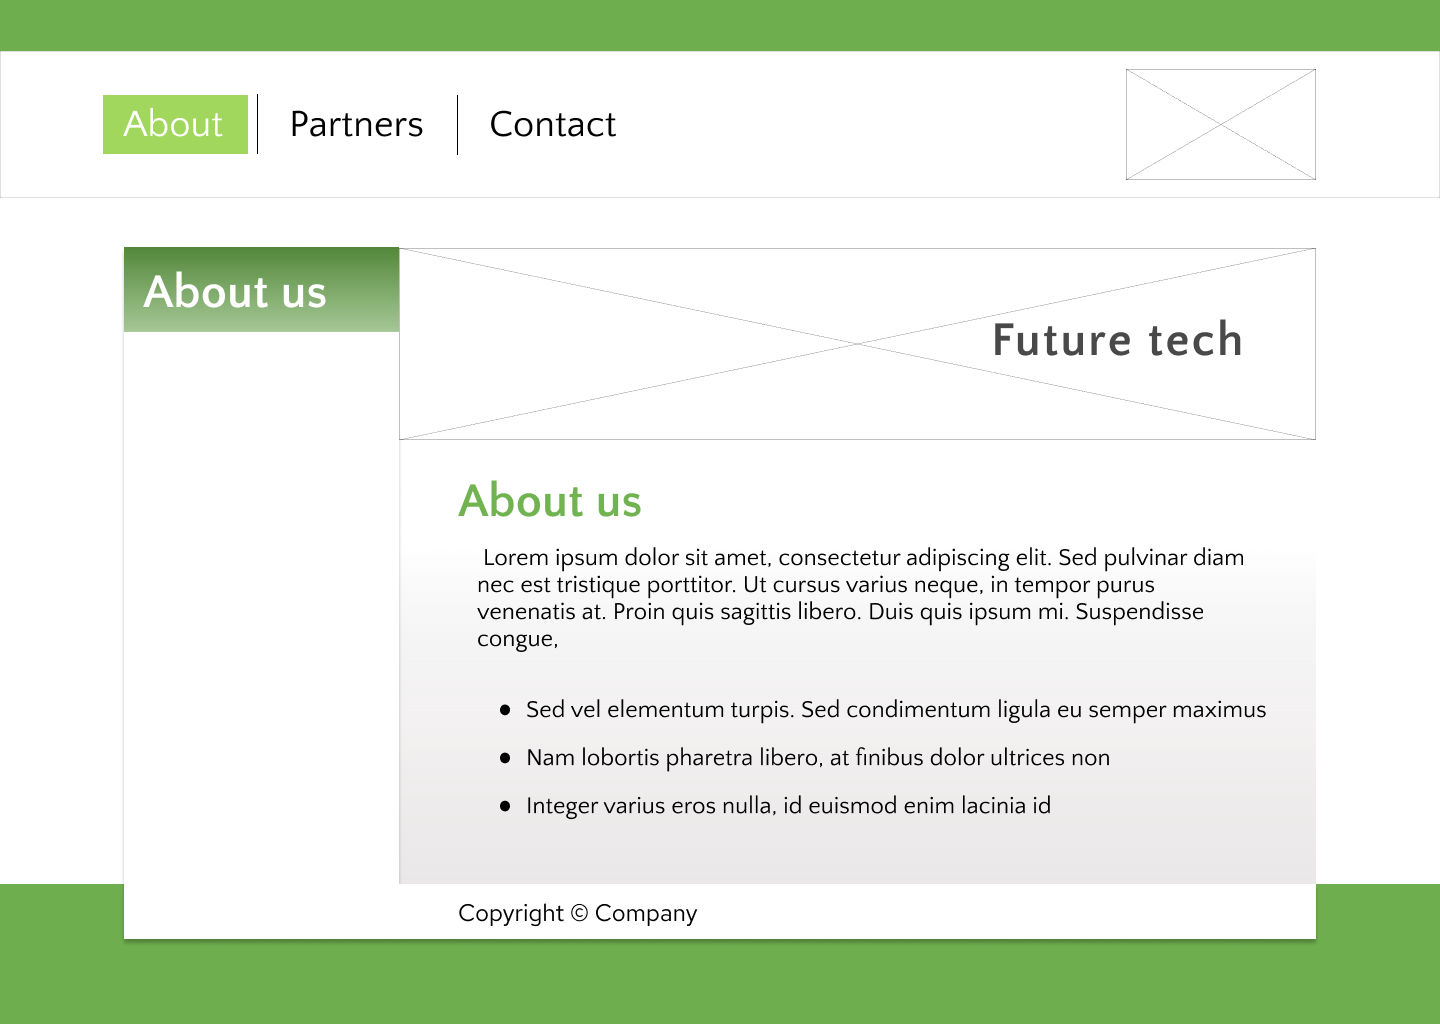 About
Partners
Contact
About us
Future tech
About us
Lorem ipsum dolor sit amet, consectetur adipiscing elit. Sed pulvinar diam
nec est tristique porttitor. Ut cursus varius neque, in tempor purus
venenatis at. Proin quis sagittis libero. Duis quis ipsum mi. Suspendisse
congue,
● Sed vel elementum turpis. Sed condimentum ligula eu semper maximus
● Nam lobortis pharetra libero, at finibus dolor ultrices non
● Integer varius eros nulla, id euismod enim lacinia id
Copyright © Company